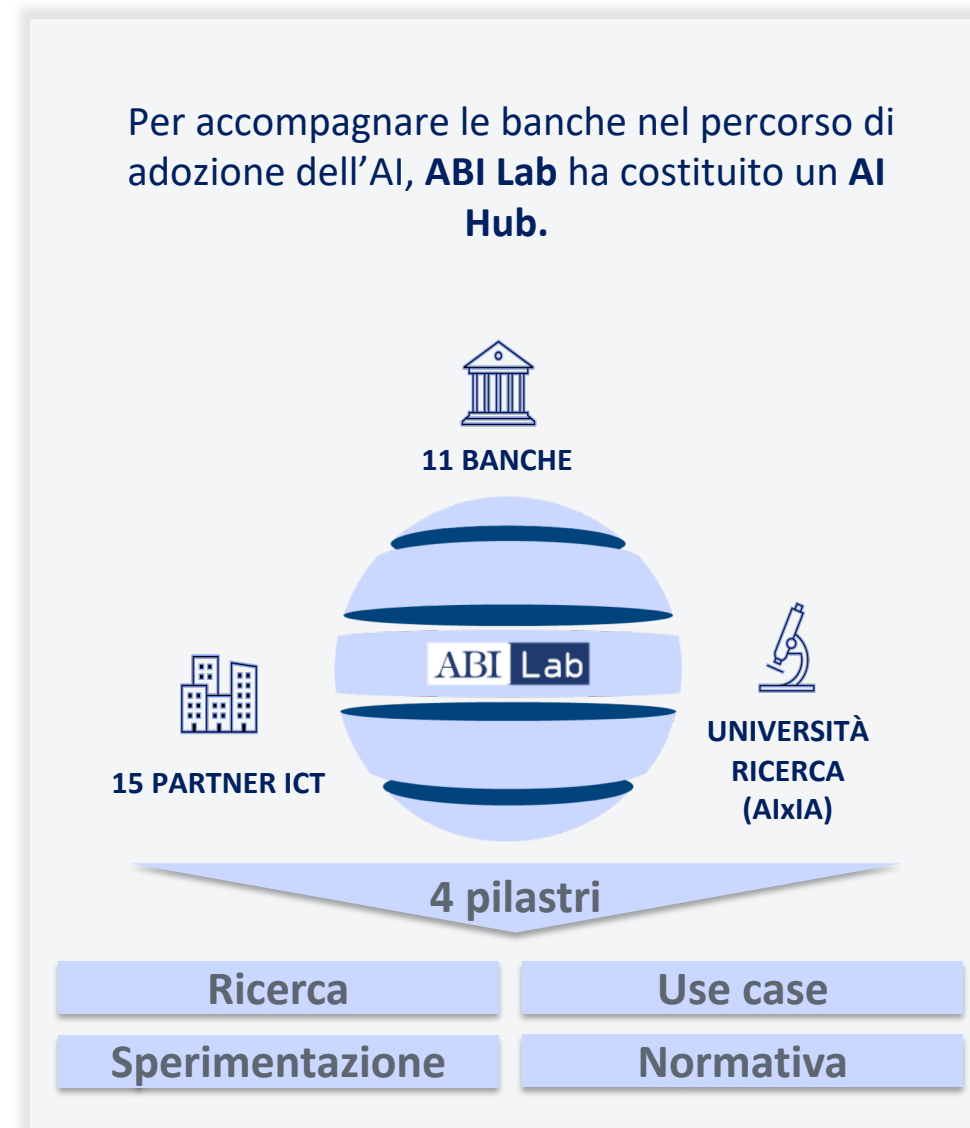 Per accompagnare le banche nel percorso di
adozione dell’AI, ABI Lab ha costituito un AI
Hub.
11 BANCHE
ABI Lab
15 PARTNER ICT
UNIVERSITÀ
RICERCA
(AIxIA)
4 pilastri
Ricerca
Use case
Sperimentazione
Normativa